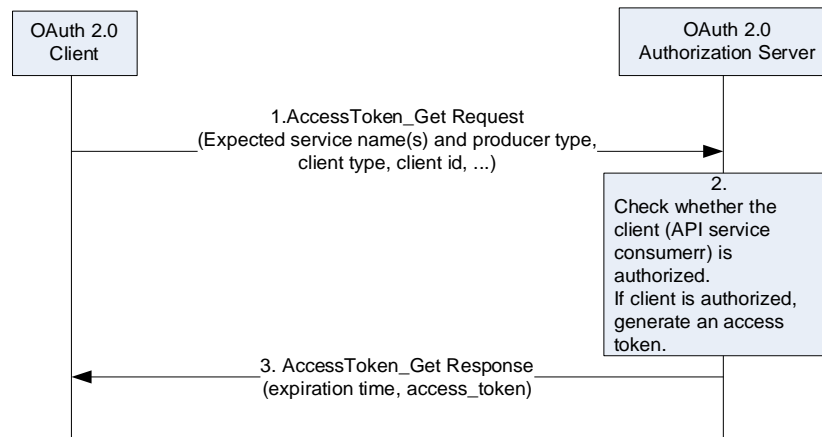 OAuth 2.0
Client
OAuth 2.0
Authorization Server
1.AccessToken_Get Request
(Expected service name(s) and producer type,
client type, client id, ...)
2.
Check whether the
client (API service
consumerr) is
authorized.
If client is authorized,
generate an access
token.
3. AccessToken_Get Response
(expiration time, access_token)